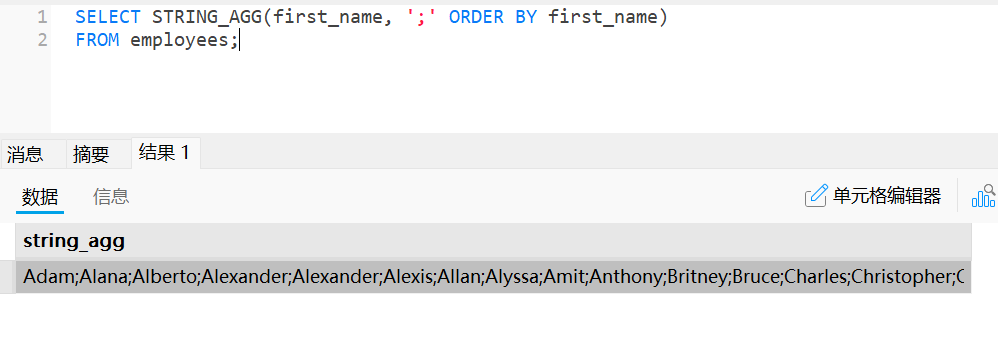 1 SELECT STRING_AGG(first_name, ';' ORDER BY first_name)
2 FROM employees;
消息 摘要 结果 1
数据 信息 单元格编辑器
string_agg
Adam;Alana;Alberto;Alexander;Alexander;Alexis;Allan;Alyssa;Amit;Anthony;Britney;Bruce;Charles;Christopher;